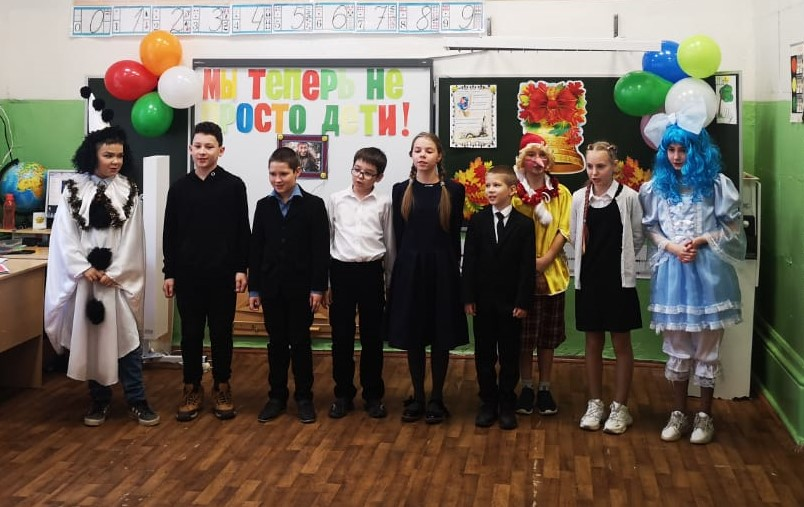 0 1 2 3 4 5 6 7 8 9
Мы теперь не
просто дети!